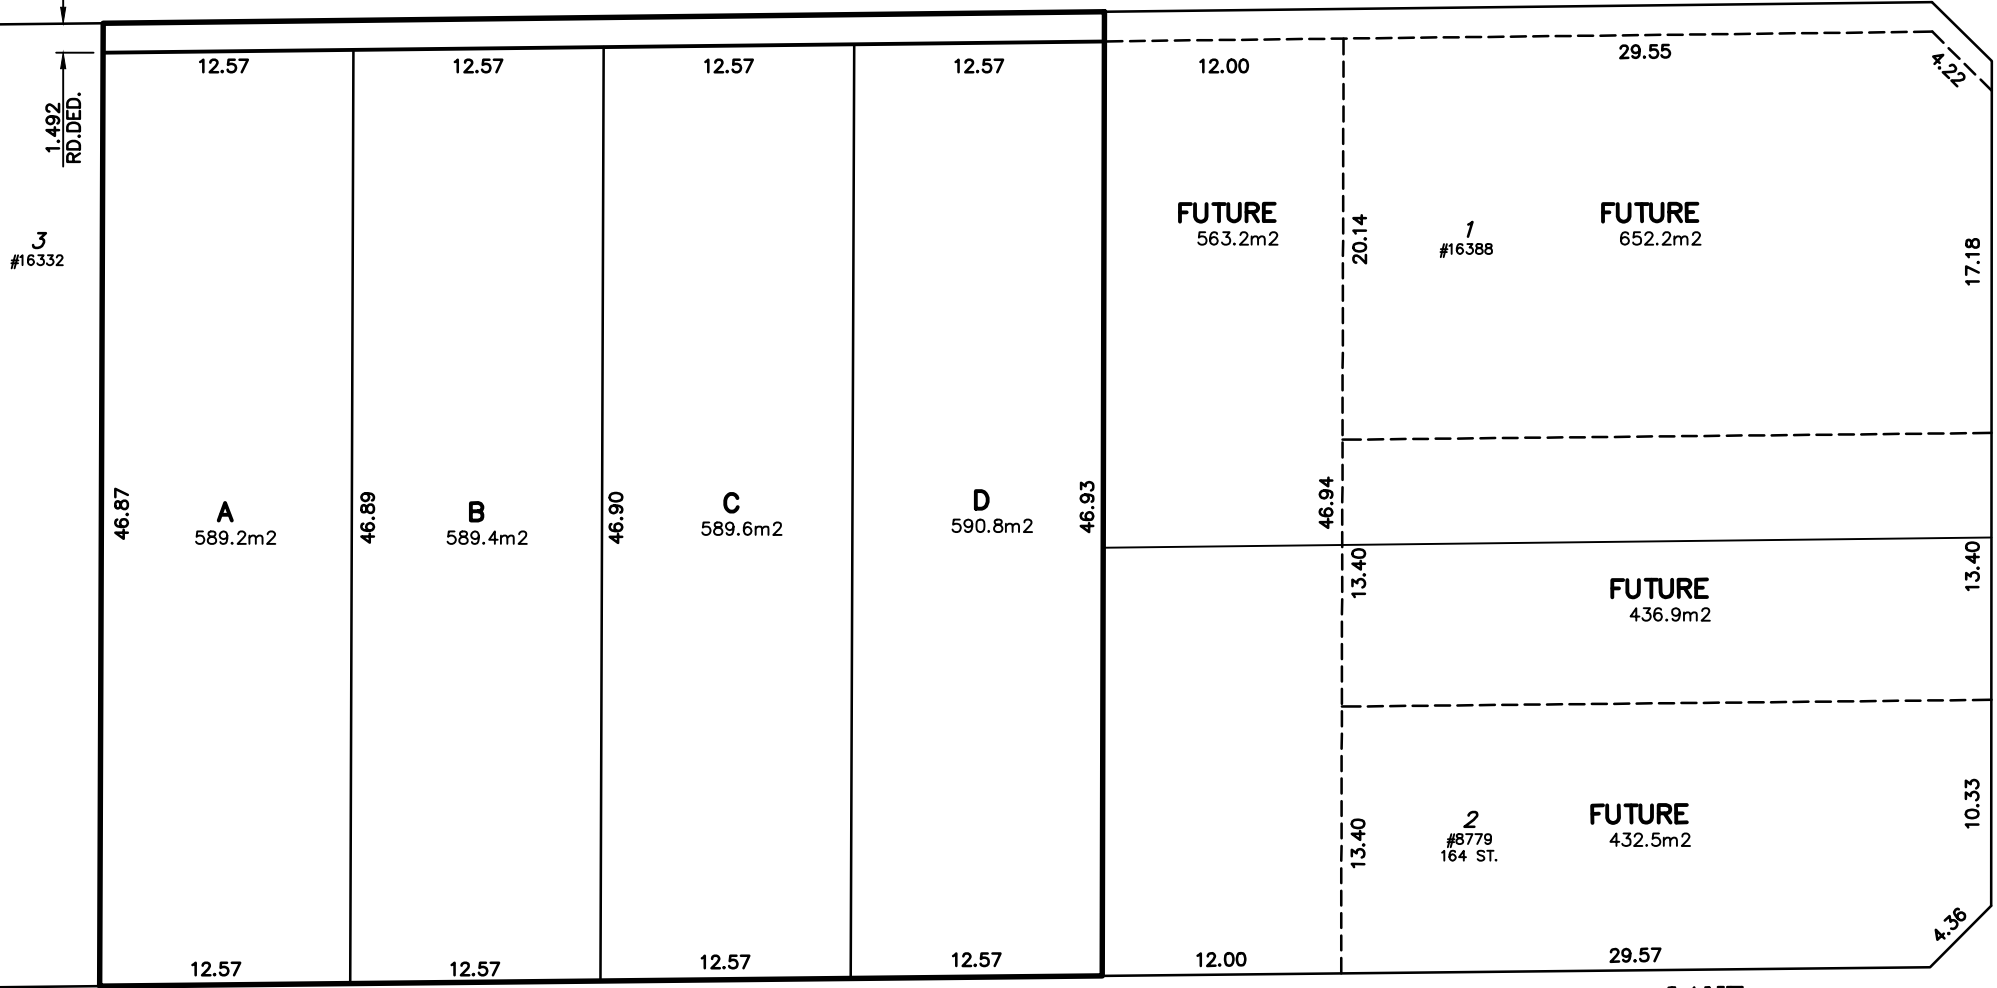 12.57
12.57
12.57
12.57
12.00
29.55
4.22
1.492
RD.DED.
3
#16332
FUTURE
563.2m2
20.14
1
#16388
FUTURE
652.2m2
17.18
46.87
A
589.2m2
46.89
B
589.4m2
46.90
C
589.6m2
D
590.8m2
46.93
46.94
13.40
FUTURE
436.9m2
13.40
13.40
2
#8779
164 ST.
FUTURE
432.5m2
10.33
4.36
12.57
12.57
12.57
12.57
12.00
29.57